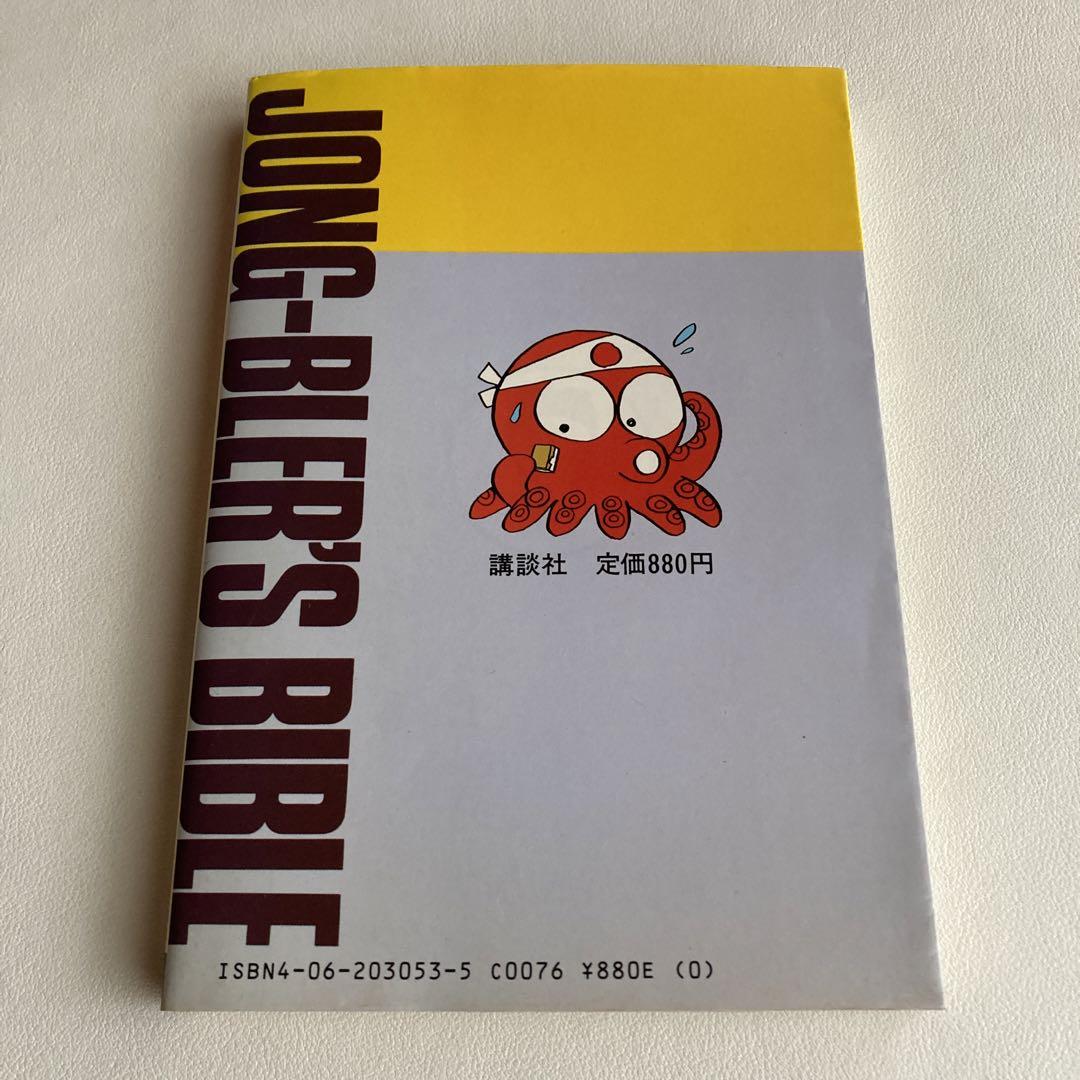 JONG-BLER'S BIBLE
講談社　定価880円
ISBN4-06-203053-5 C0076 ¥880E (0)